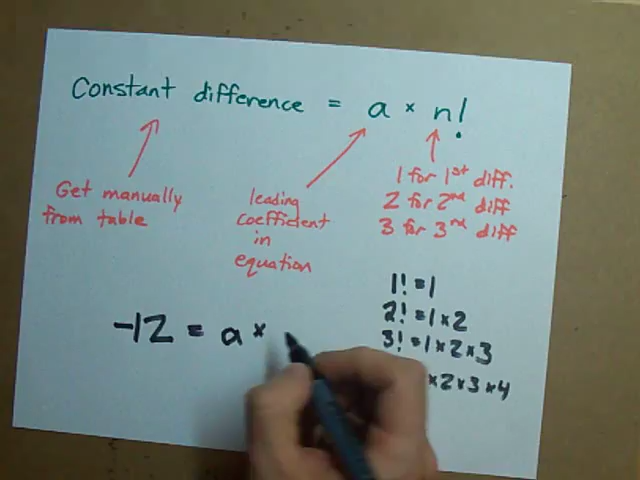 Constant difference = a × n!
Get manually
from table
leading
coefficient
in
equation
1 for 1st diff.
2 for 2nd diff
3 for 3rd diff
1! = 1
2! = 1×2
3! = 1×2×3
×2×3×4
-12 = a ×